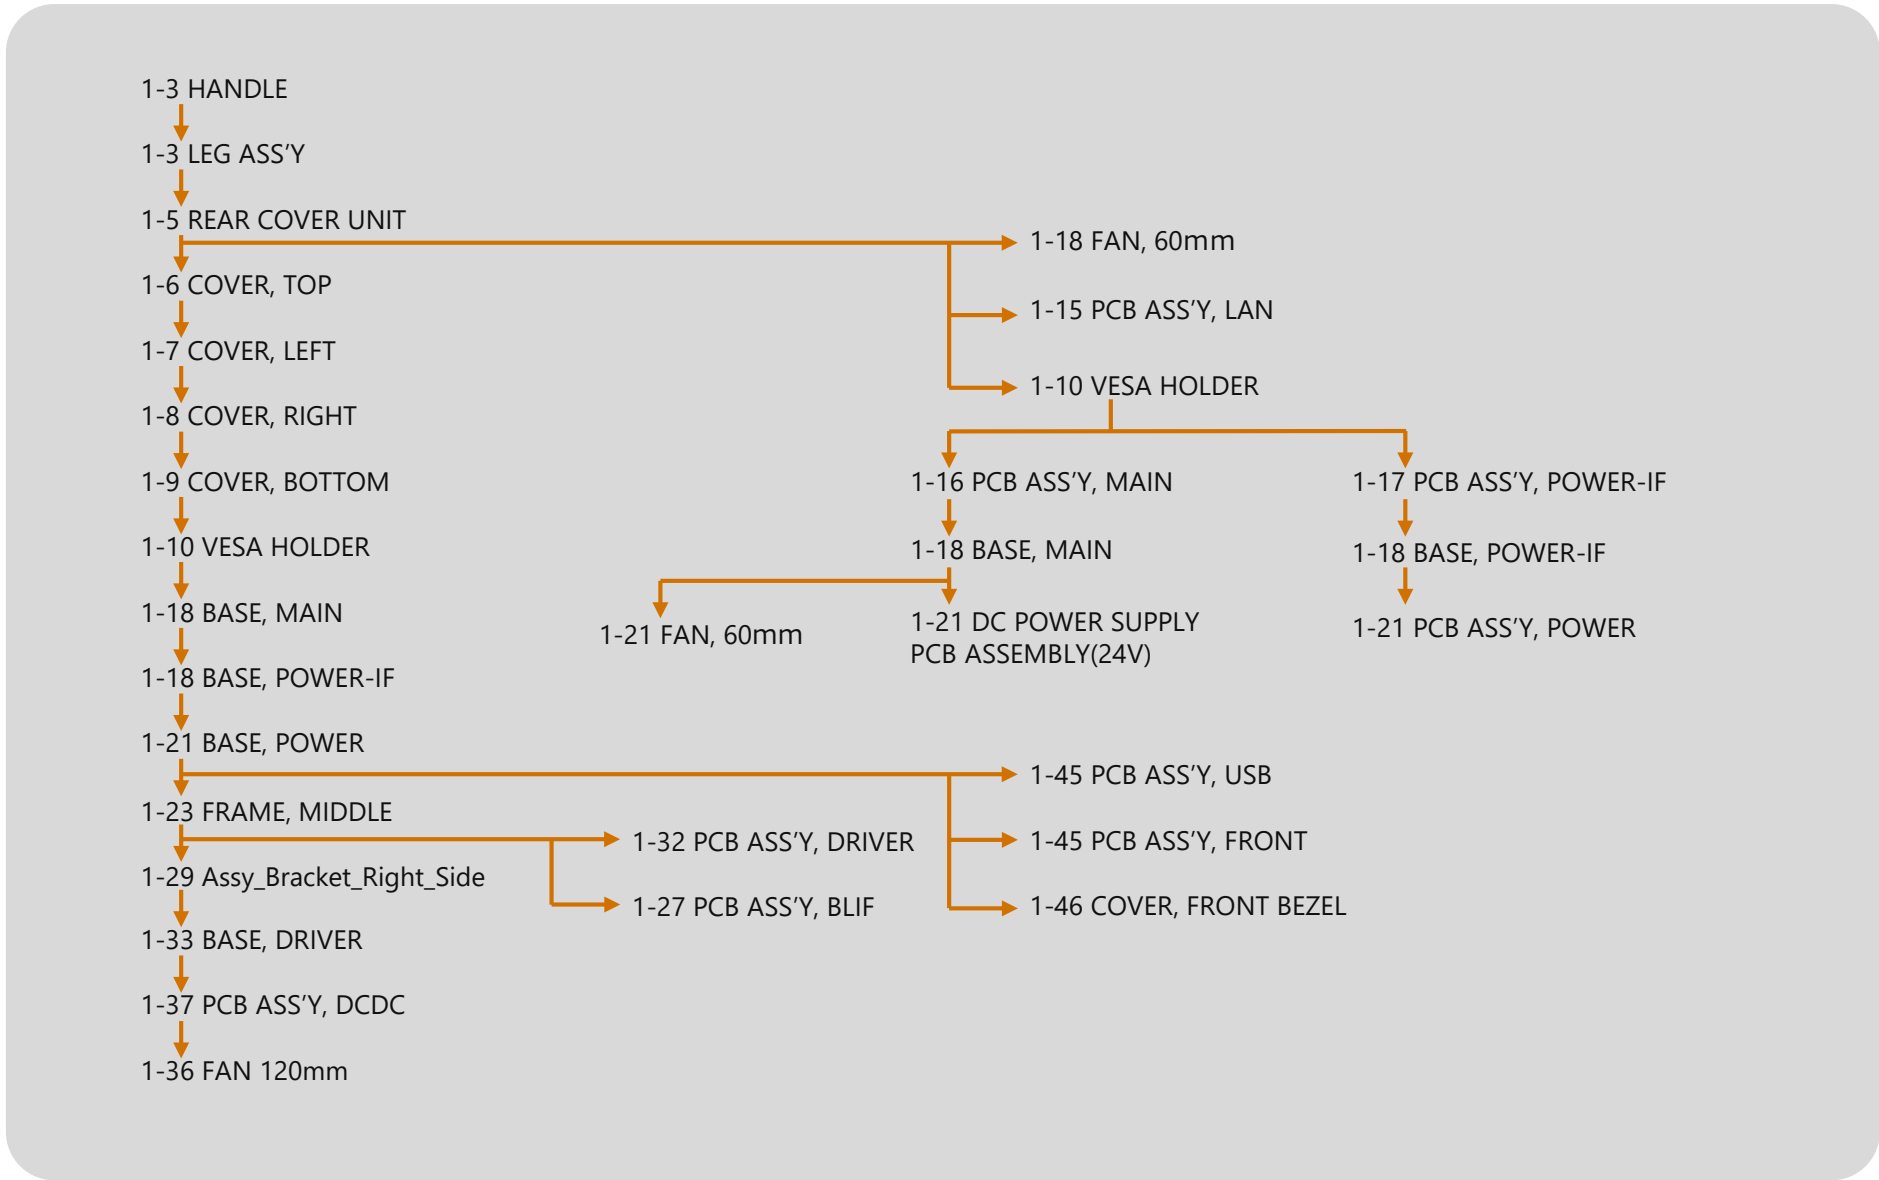 1-3 HANDLE
1-3 LEG ASS’Y
1-5 REAR COVER UNIT
1-6 COVER, TOP
1-7 COVER, LEFT
1-8 COVER, RIGHT
1-9 COVER, BOTTOM
1-10 VESA HOLDER
1-18 BASE, MAIN
1-18 BASE, POWER-IF
1-21 BASE, POWER
1-23 FRAME, MIDDLE
1-29 Assy_Bracket_Right_Side
1-33 BASE, DRIVER
1-37 PCB ASS’Y, DCDC
1-36 FAN 120mm
1-18 FAN, 60mm
1-15 PCB ASS’Y, LAN
1-10 VESA HOLDER
1-16 PCB ASS’Y, MAIN
1-18 BASE, MAIN
1-21 FAN, 60mm
1-21 DC POWER SUPPLY
PCB ASSEMBLY(24V)
1-17 PCB ASS’Y, POWER-IF
1-18 BASE, POWER-IF
1-21 PCB ASS’Y, POWER
1-45 PCB ASS’Y, USB
1-45 PCB ASS’Y, FRONT
1-46 COVER, FRONT BEZEL
1-32 PCB ASS’Y, DRIVER
1-27 PCB ASS’Y, BLIF